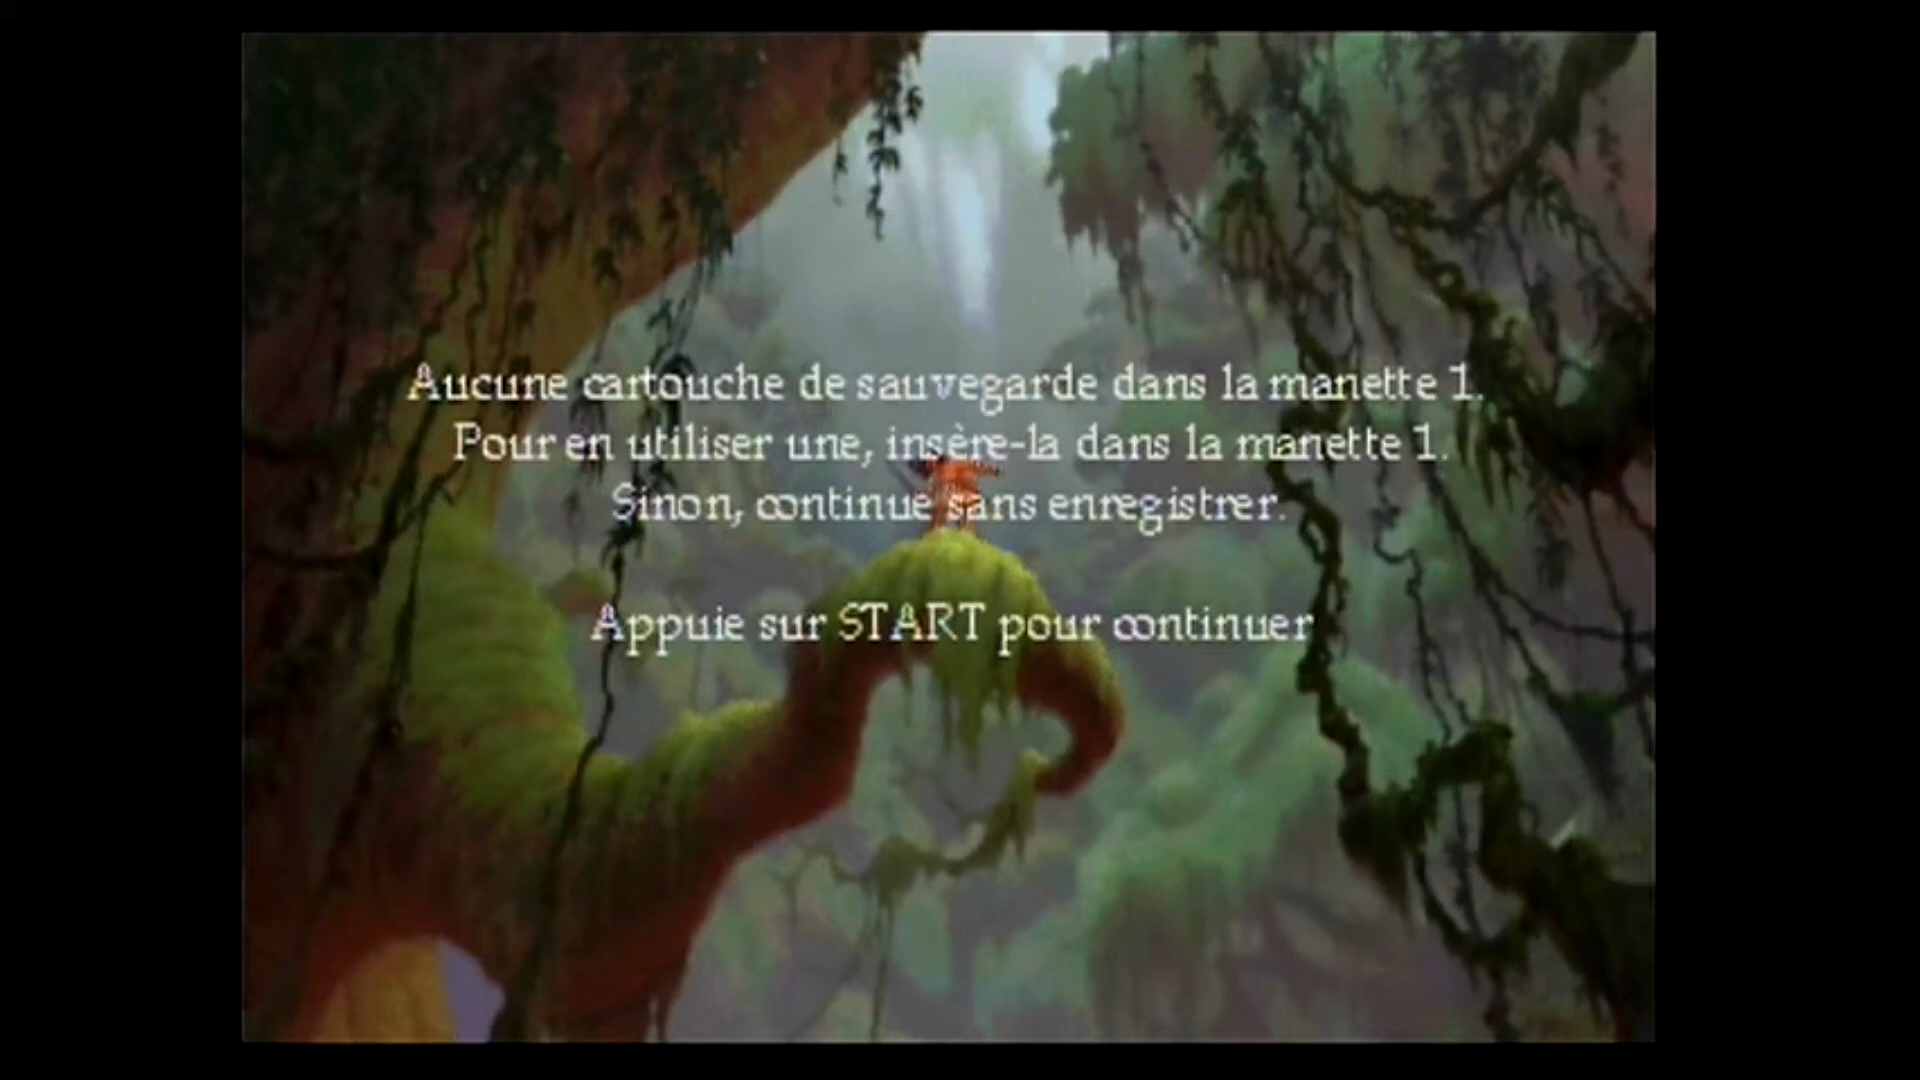 Aucune cartouche de sauvegarde dans la manette 1.
Pour en utiliser une, insère-la dans la manette 1.
Sinon, continue sans enregistrer.
Appuie sur START pour continuer